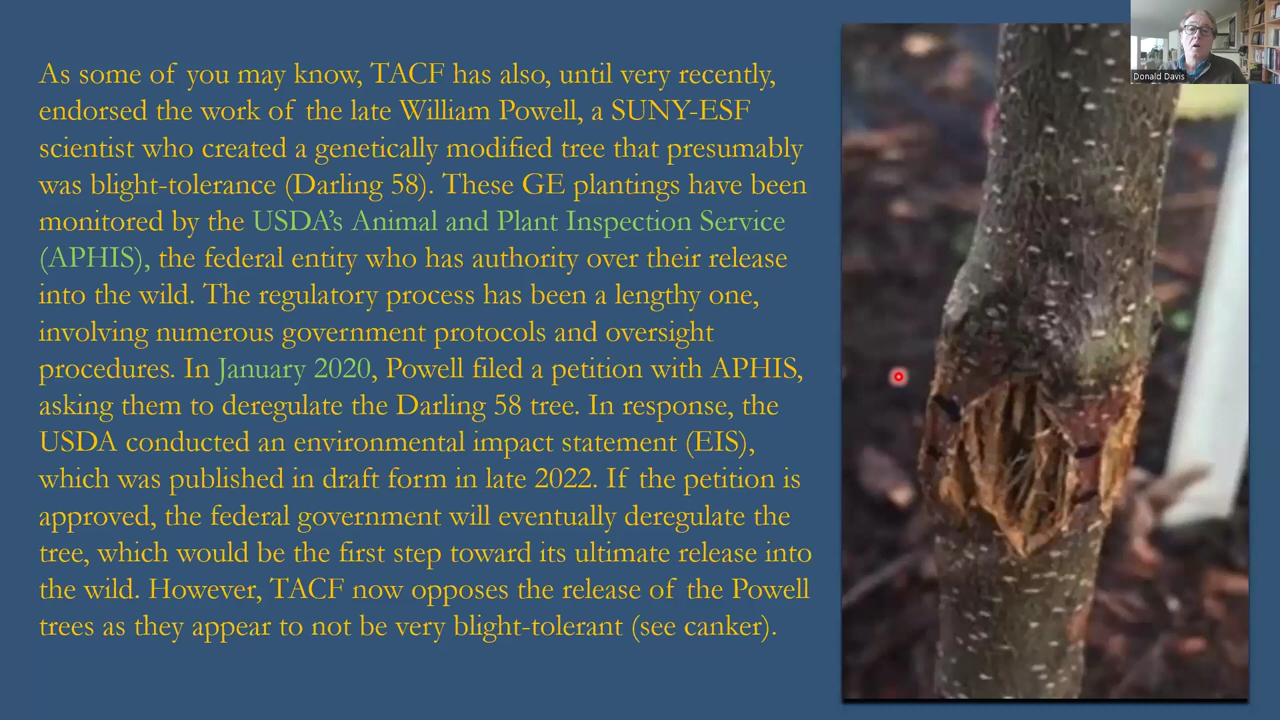 As some of you may know, TACF has also, until very recently,
endorsed the work of the late William Powell, a SUNY-ESF
scientist who created a genetically modified tree that presumably
was blight-tolerance (Darling 58). These GE plantings have been
monitored by the USDA's Animal and Plant Inspection Service
(APHIS), the federal entity who has authority over their release
into the wild. The regulatory process has been a lengthy one,
involving numerous government protocols and oversight
procedures. In January 2020, Powell filed a petition with APHIS,
asking them to deregulate the Darling 58 tree. In response, the
USDA conducted an environmental impact statement (EIS),
which was published in draft form in late 2022. If the petition is
approved, the federal government will eventually deregulate the
tree, which would be the first step toward its ultimate release into
the wild. However, TACF now opposes the release of the Powell
trees as they appear to not be very blight-tolerant (see canker).
Donald Davis